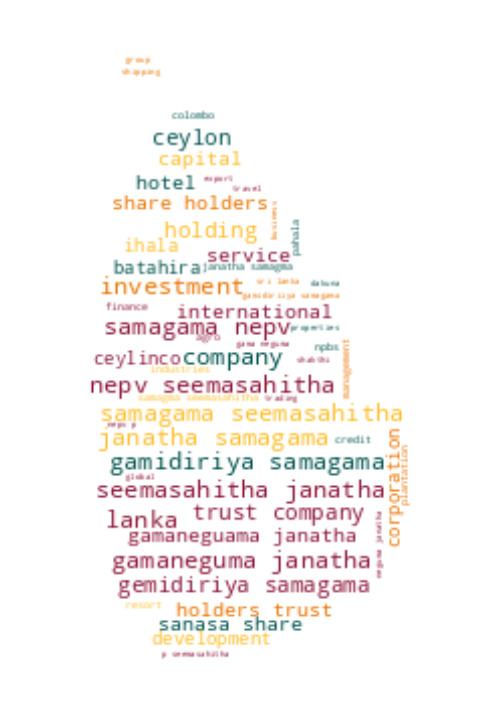 group
shopping
colombo
ceylon
capital
hotel
export
travel
share holders
business
holding
pahala
ihala
service
batahira
janatha samagma
investment
sri lanka
dakuna
gamidiriya samagama
finance
international
samagama nepv
properties
agro
gama neguma
npbs
ceylinco
company
shakthi
industries
management
nepv seemasahitha
samagma seemasahitha
trading
samagama seemasahitha
janatha samagama
credit
gamidiriya samagama
corporation
plantation
global
seemasahitha janatha
lanka
trust company
gamaneguama janatha
neguma janatha
gamaneguma janatha
gemidiriya samagama
resort
holders trust
sanasa share
development
p seemasahitha